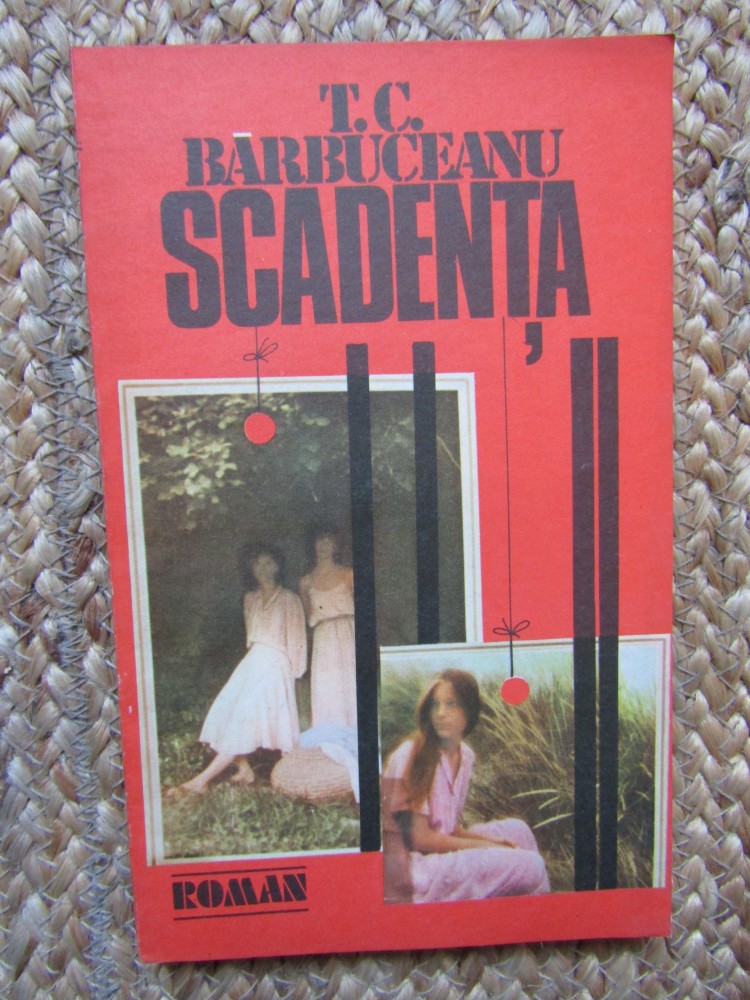 T. C.
BĂRBUCEANU
SCADENȚA
ROMAN